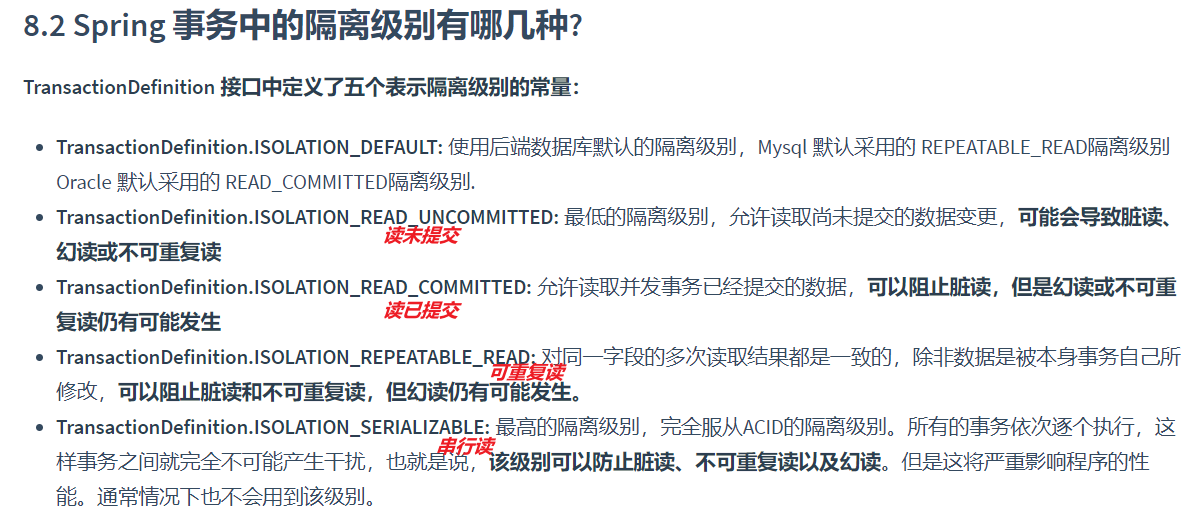 8.2 Spring 事务中的隔离级别有哪几种?
TransactionDefinition 接口中定义了五个表示隔离级别的常量：
TransactionDefinition.ISOLATION_DEFAULT: 使用后端数据库默认的隔离级别，Mysql 默认采用的 REPEATABLE_READ隔离级别
Oracle 默认采用的 READ_COMMITTED隔离级别.
TransactionDefinition.ISOLATION_READ_UNCOMMITTED: 最低的隔离级别，允许读取尚未提交的数据变更，可能会导致脏读、
读未提交
幻读或不可重复读
TransactionDefinition.ISOLATION_READ_COMMITTED: 允许读取并发事务已经提交的数据，可以阻止脏读，但是幻读或不可重
读已提交
复读仍有可能发生
TransactionDefinition.ISOLATION_REPEATABLE_READ: 对同一字段的多次读取结果都是一致的，除非数据是被本身事务自己所
可重复读
修改，可以阻止脏读和不可重复读，但幻读仍有可能发生。
TransactionDefinition.ISOLATION_SERIALIZABLE: 最高的隔离级别，完全服从ACID的隔离级别。所有的事务依次逐个执行，这
串行读
样事务之间就完全不可能产生干扰，也就是说，该级别可以防止脏读、不可重复读以及幻读。但是这将严重影响程序的性
能。通常情况下也不会用到该级别。